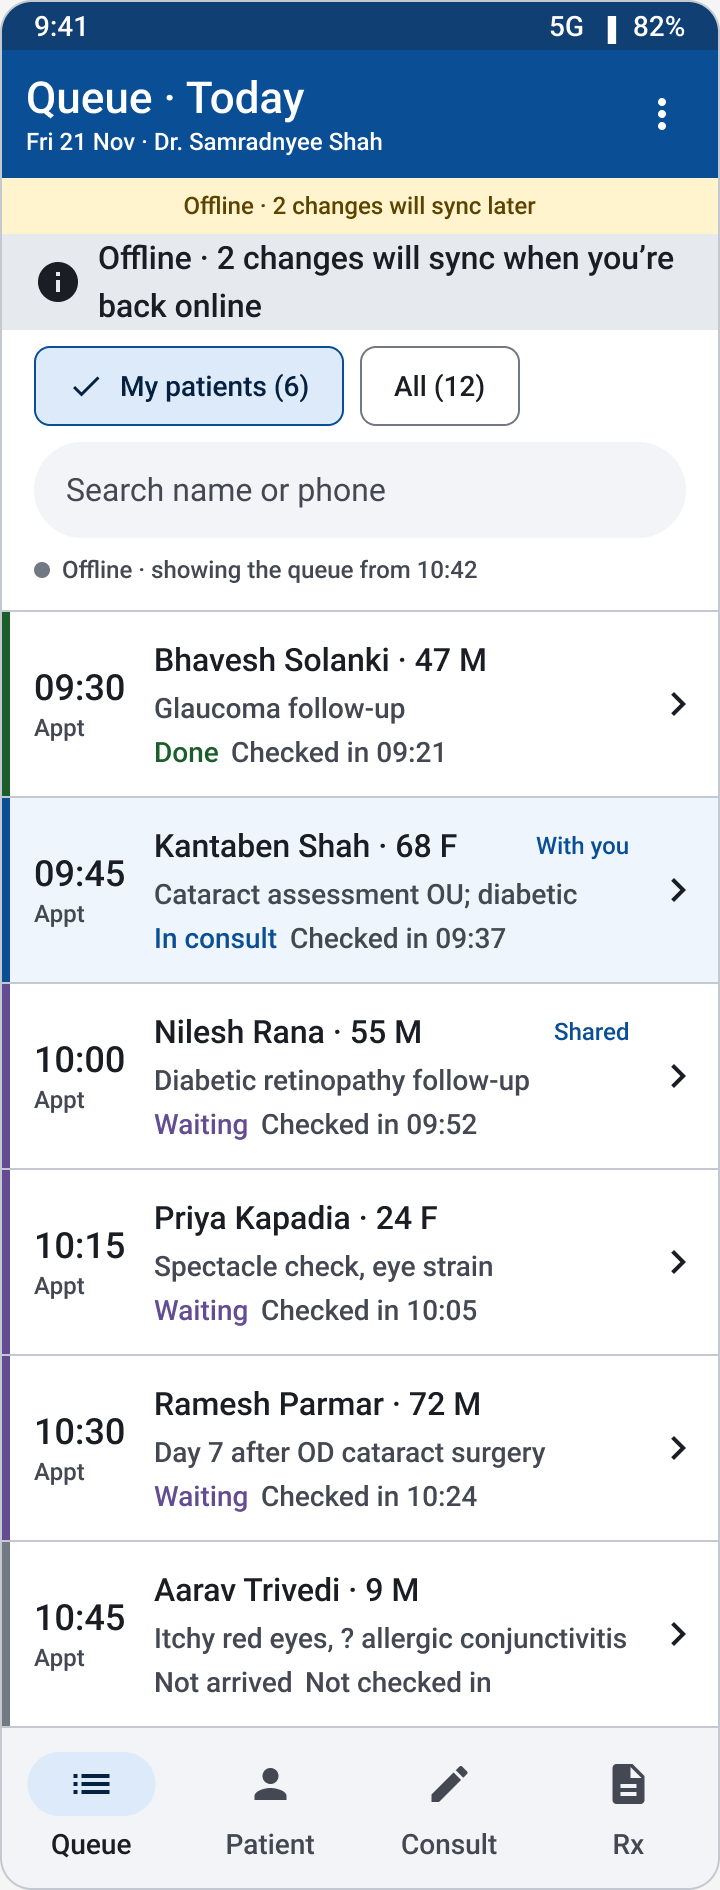 9:41
5G 82%
Queue · Today
Fri 21 Nov · Dr. Samradnyee Shah
Offline · 2 changes will sync later
Offline · 2 changes will sync when you’re
back online
My patients (6)
All (12)
Search name or phone
Offline · showing the queue from 10:42
09:30
Appt
Bhavesh Solanki · 47 M
Glaucoma follow-up
Done Checked in 09:21
09:45
Appt
Kantaben Shah · 68 F
With you
Cataract assessment OU; diabetic
In consult Checked in 09:37
10:00
Appt
Nilesh Rana · 55 M
Shared
Diabetic retinopathy follow-up
Waiting Checked in 09:52
10:15
Appt
Priya Kapadia · 24 F
Spectacle check, eye strain
Waiting Checked in 10:05
10:30
Appt
Ramesh Parmar · 72 M
Day 7 after OD cataract surgery
Waiting Checked in 10:24
10:45
Appt
Aarav Trivedi · 9 M
Itchy red eyes, ? allergic conjunctivitis
Not arrived Not checked in
Queue
Patient
Consult
Rx